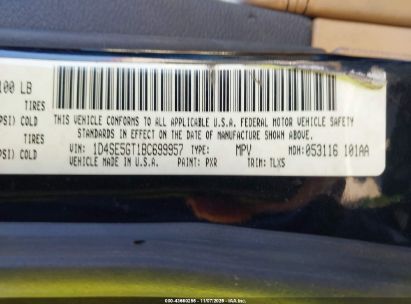 100 LB
TIRES
PSI) COLD
TIRES
PSI) COLD
THIS VEHICLE CONFORMS TO ALL APPLICABLE U.S.A. FEDERAL MOTOR VEHICLE SAFETY
STANDARDS IN EFFECT ON THE DATE OF MANUFACTURE SHOWN ABOVE.
VIN: 1D4SE5GT1BC699957 TYPE: MPV MDH: 053116 101AA
VEHICLE MADE IN U.S.A. PAINT: PXR TRIM: TLXS